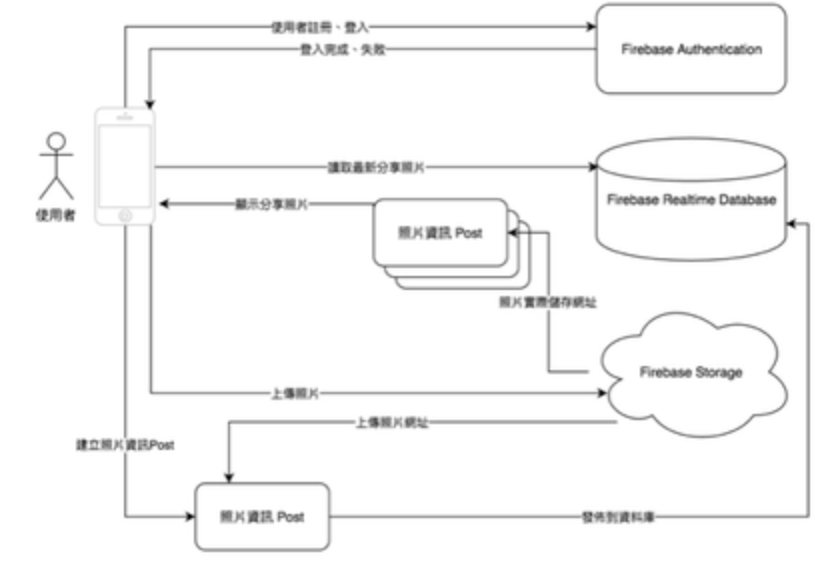 使用者註冊、登入
登入完成、失敗
Firebase Authentication
使用者
讀取最新分享照片
Firebase Realtime Database
顯示分享照片
照片資訊 Post
照片實際儲存網址
Firebase Storage
上傳照片
上傳照片網址
建立照片資訊Post
照片資訊 Post
發佈到資料庫